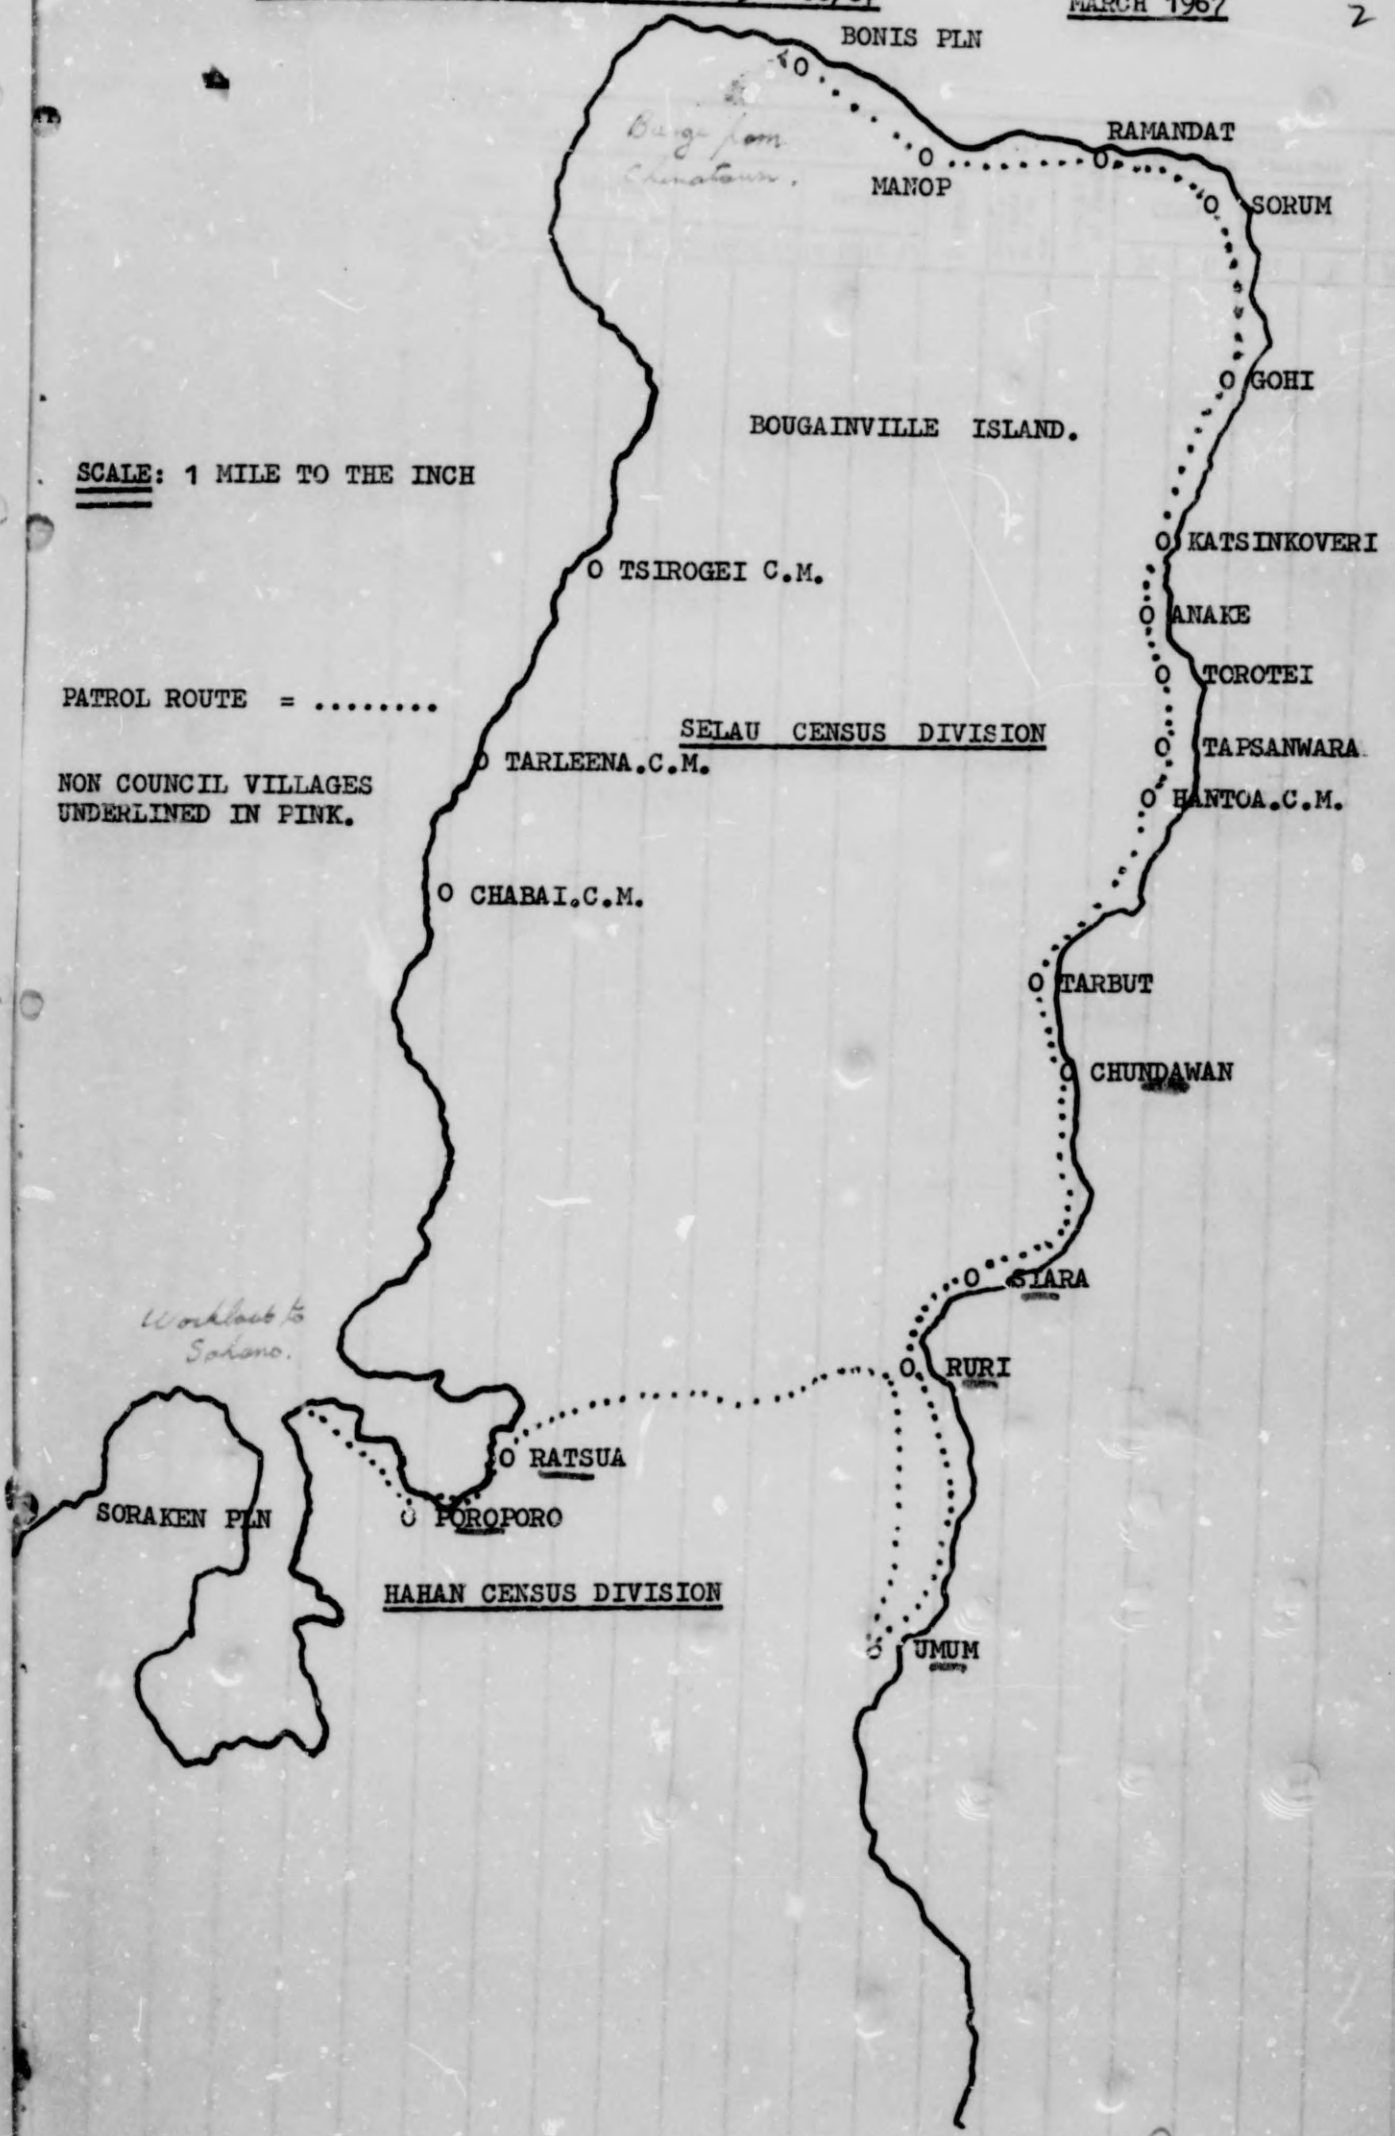 MARCH 1967
2
BONIS PLN
Barge from
Chinatown.
RAMANDAT
MANOP
SORUM
GOHI
BOUGAINVILLE ISLAND.
SCALE: 1 MILE TO THE INCH
KATSINKOVERI
TSIROGEI C.M.
ANAKE
TOROTEI
PATROL ROUTE = ........
SELAU CENSUS DIVISION
TAPSANWARA
TARLEENA.C.M.
NON COUNCIL VILLAGES
UNDERLINED IN PINK.
HANTOA.C.M.
CHABAI.C.M.
TARBUT
CHUNDAWAN
SIARA
Workboat to
Sohano.
RURI
RATSUA
SORAKEN PLN
POROPORO
HAHAN CENSUS DIVISION
UMUM